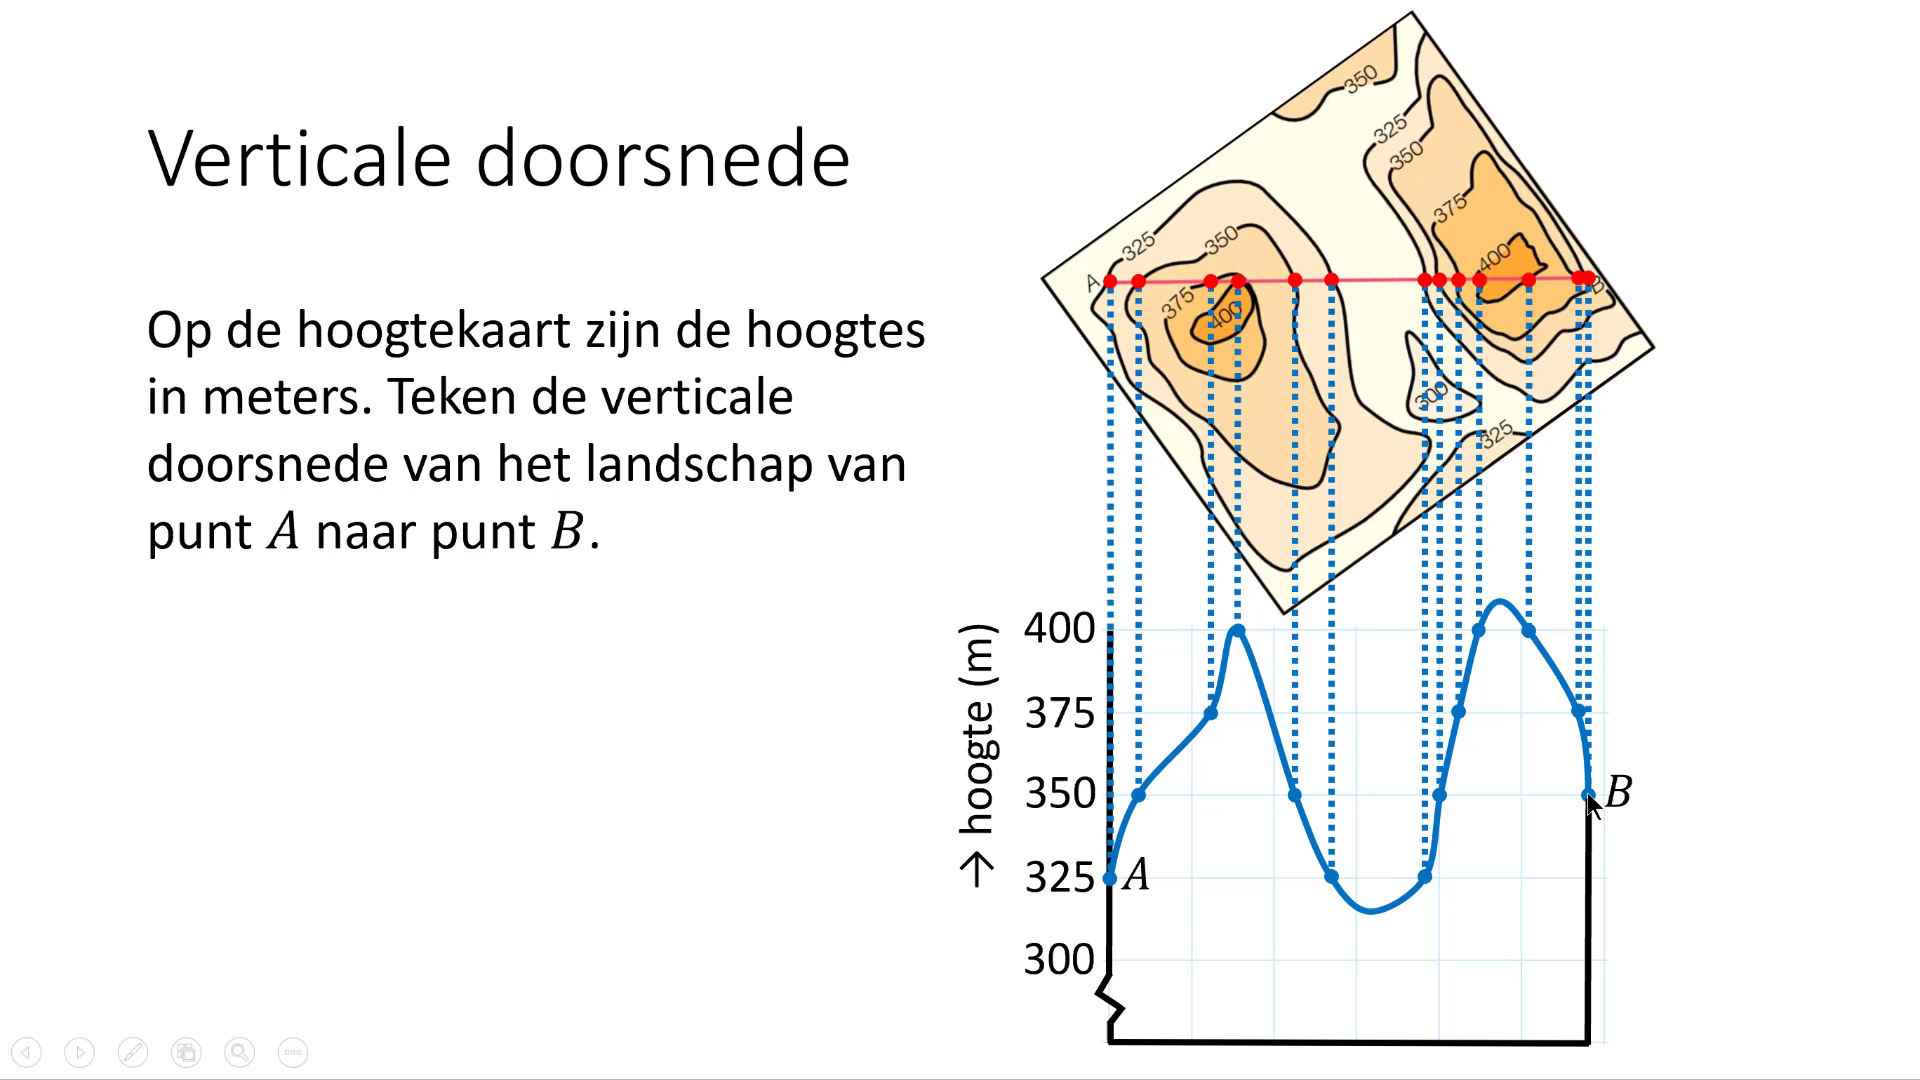 Verticale doorsnede
Op de hoogtekaart zijn de hoogtes
in meters. Teken de verticale
doorsnede van het landschap van
punt A naar punt B.
350
325
350
325
350
375
400
A
375
400
B
300
325
→ hoogte (m)
400
375
350
325
300
A
B